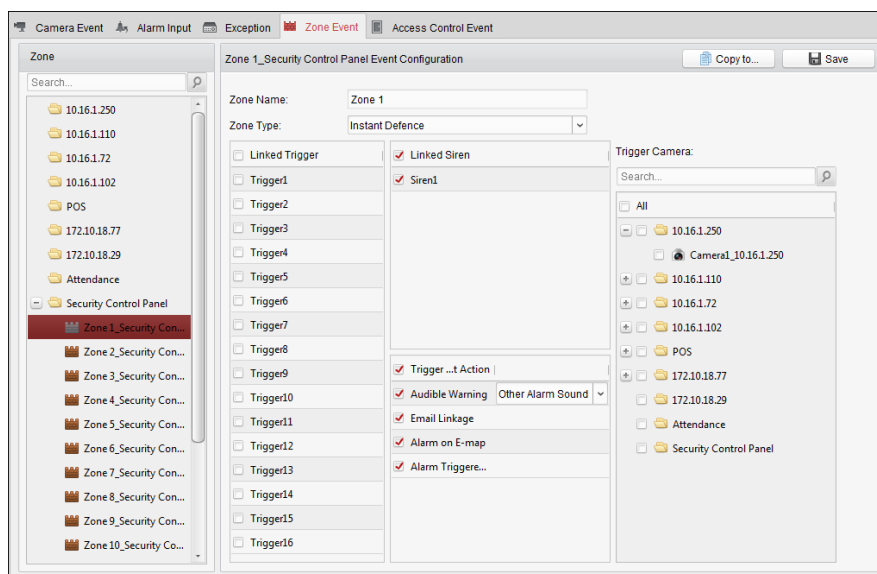 Camera Event Alarm Input Exception Zone Event Access Control Event
Zone
Search...
10.16.1.250
10.16.1.110
10.16.1.72
10.16.1.102
POS
172.10.18.77
172.10.18.29
Attendance
Security Control Panel
Zone 1_Security Con...
Zone 2_Security Con...
Zone 3_Security Con...
Zone 4_Security Con...
Zone 5_Security Con...
Zone 6_Security Con...
Zone 7_Security Con...
Zone 8_Security Con...
Zone 9_Security Con...
Zone 10_Security Co...
Zone 1_Security Control Panel Event Configuration
Copy to...
Save
Zone Name: Zone 1
Zone Type: Instant Defence
Linked Trigger
Trigger1
Trigger2
Trigger3
Trigger4
Trigger5
Trigger6
Trigger7
Trigger8
Trigger9
Trigger10
Trigger11
Trigger12
Trigger13
Trigger14
Trigger15
Trigger16
Linked Siren
Siren1
Trigger ...t Action
Audible Warning Other Alarm Sound
Email Linkage
Alarm on E-map
Alarm Triggere...
Trigger Camera:
Search...
All
10.16.1.250
Camera1_10.16.1.250
10.16.1.110
10.16.1.72
10.16.1.102
POS
172.10.18.77
172.10.18.29
Attendance
Security Control Panel